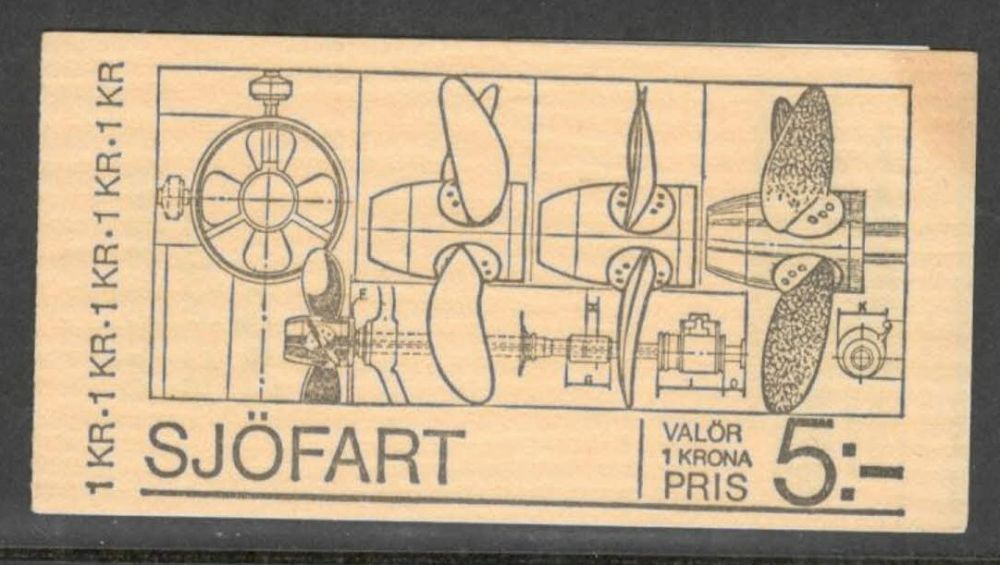 1 KR · 1 KR · 1 KR · 1 KR · 1 KR
E
L
H
G
I
O
K
SJÖFART
VALÖR
1 KRONA
PRIS
5:-